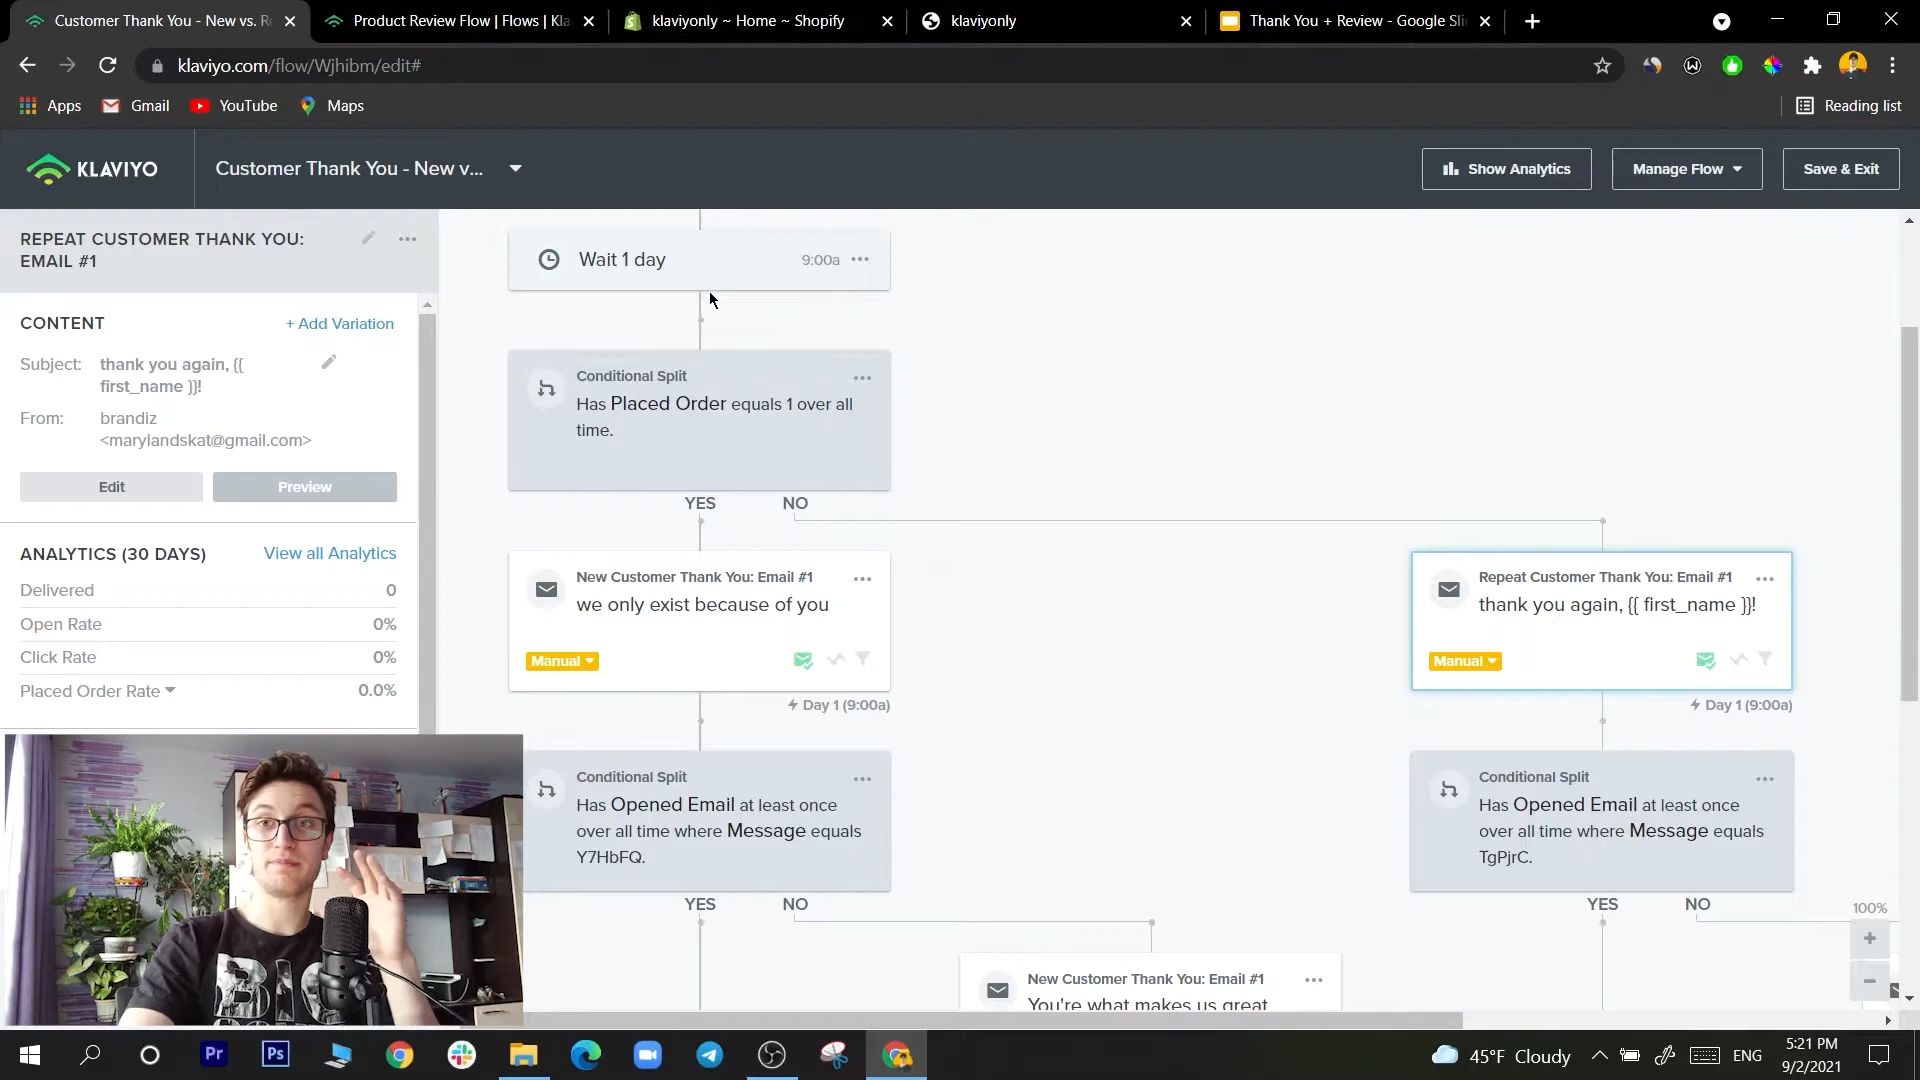 Customer Thank You - New vs. Re
Product Review Flow | Flows | Kla
klaviyonly ~ Home ~ Shopify
klaviyonly
Thank You + Review - Google Slid
klaviyo.com/flow/Wjhibm/edit#
Apps
Gmail
YouTube
Maps
Reading list
KLAVIYO
Customer Thank You - New v...
Show Analytics
Manage Flow
Save & Exit
REPEAT CUSTOMER THANK YOU:
EMAIL #1
CONTENT
+ Add Variation
Subject: thank you again, {{
first_name }}!
From: brandiz
<marylandskat@gmail.com>
Edit
Preview
ANALYTICS (30 DAYS)
View all Analytics
Delivered 0
Open Rate 0%
Click Rate 0%
Placed Order Rate 0.0%
Wait 1 day
9:00a
Conditional Split
Has Placed Order equals 1 over all
time.
YES NO
New Customer Thank You: Email #1
we only exist because of you
Manual
Day 1 (9:00a)
Repeat Customer Thank You: Email #1
thank you again, {{ first_name }}!
Manual
Day 1 (9:00a)
Conditional Split
Has Opened Email at least once
over all time where Message equals
Y7HbFQ.
YES NO
Conditional Split
Has Opened Email at least once
over all time where Message equals
TgPjrC.
YES NO
New Customer Thank You: Email #1
You're what makes us great
100%
+
-
BIG
Pr
Ps
45°F Cloudy
ENG
5:21 PM
9/2/2021